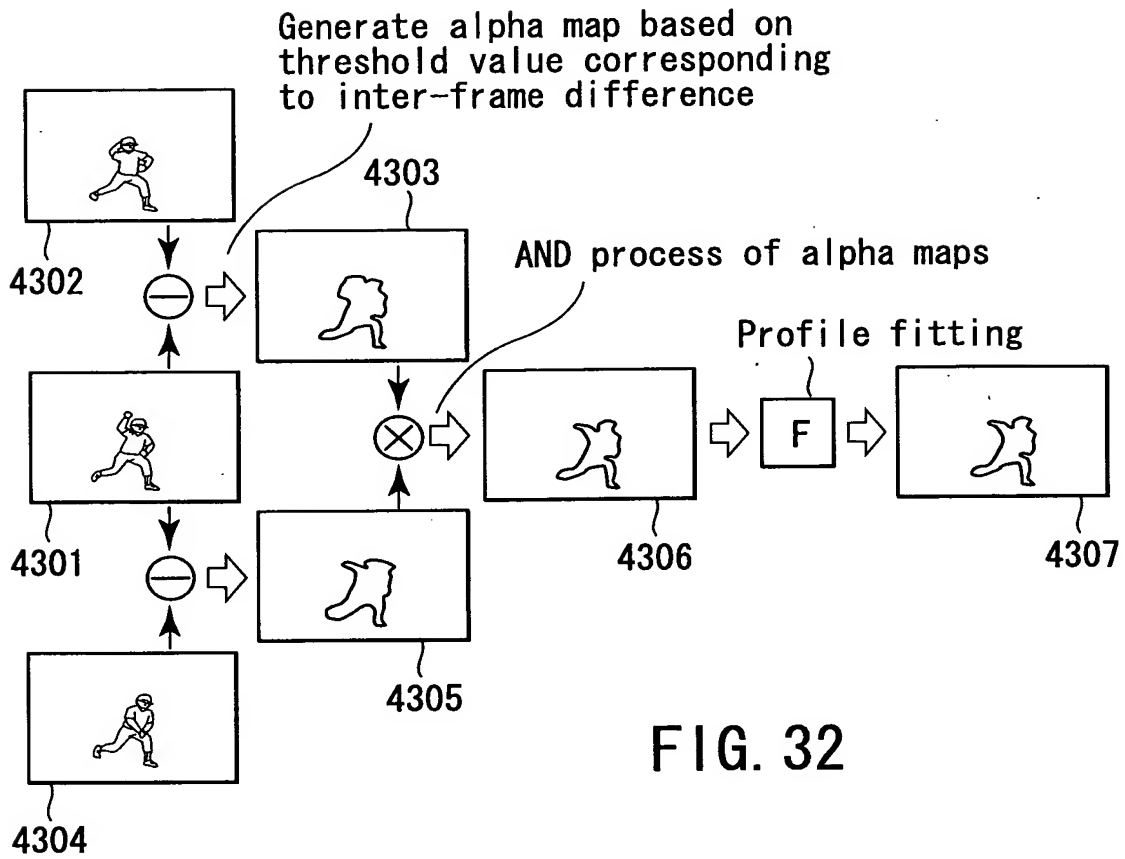 Generate alpha map based on
threshold value corresponding
to inter-frame difference
4302
4303
AND process of alpha maps
Profile fitting
F
4301
4305
4306
4307
4304
FIG. 32